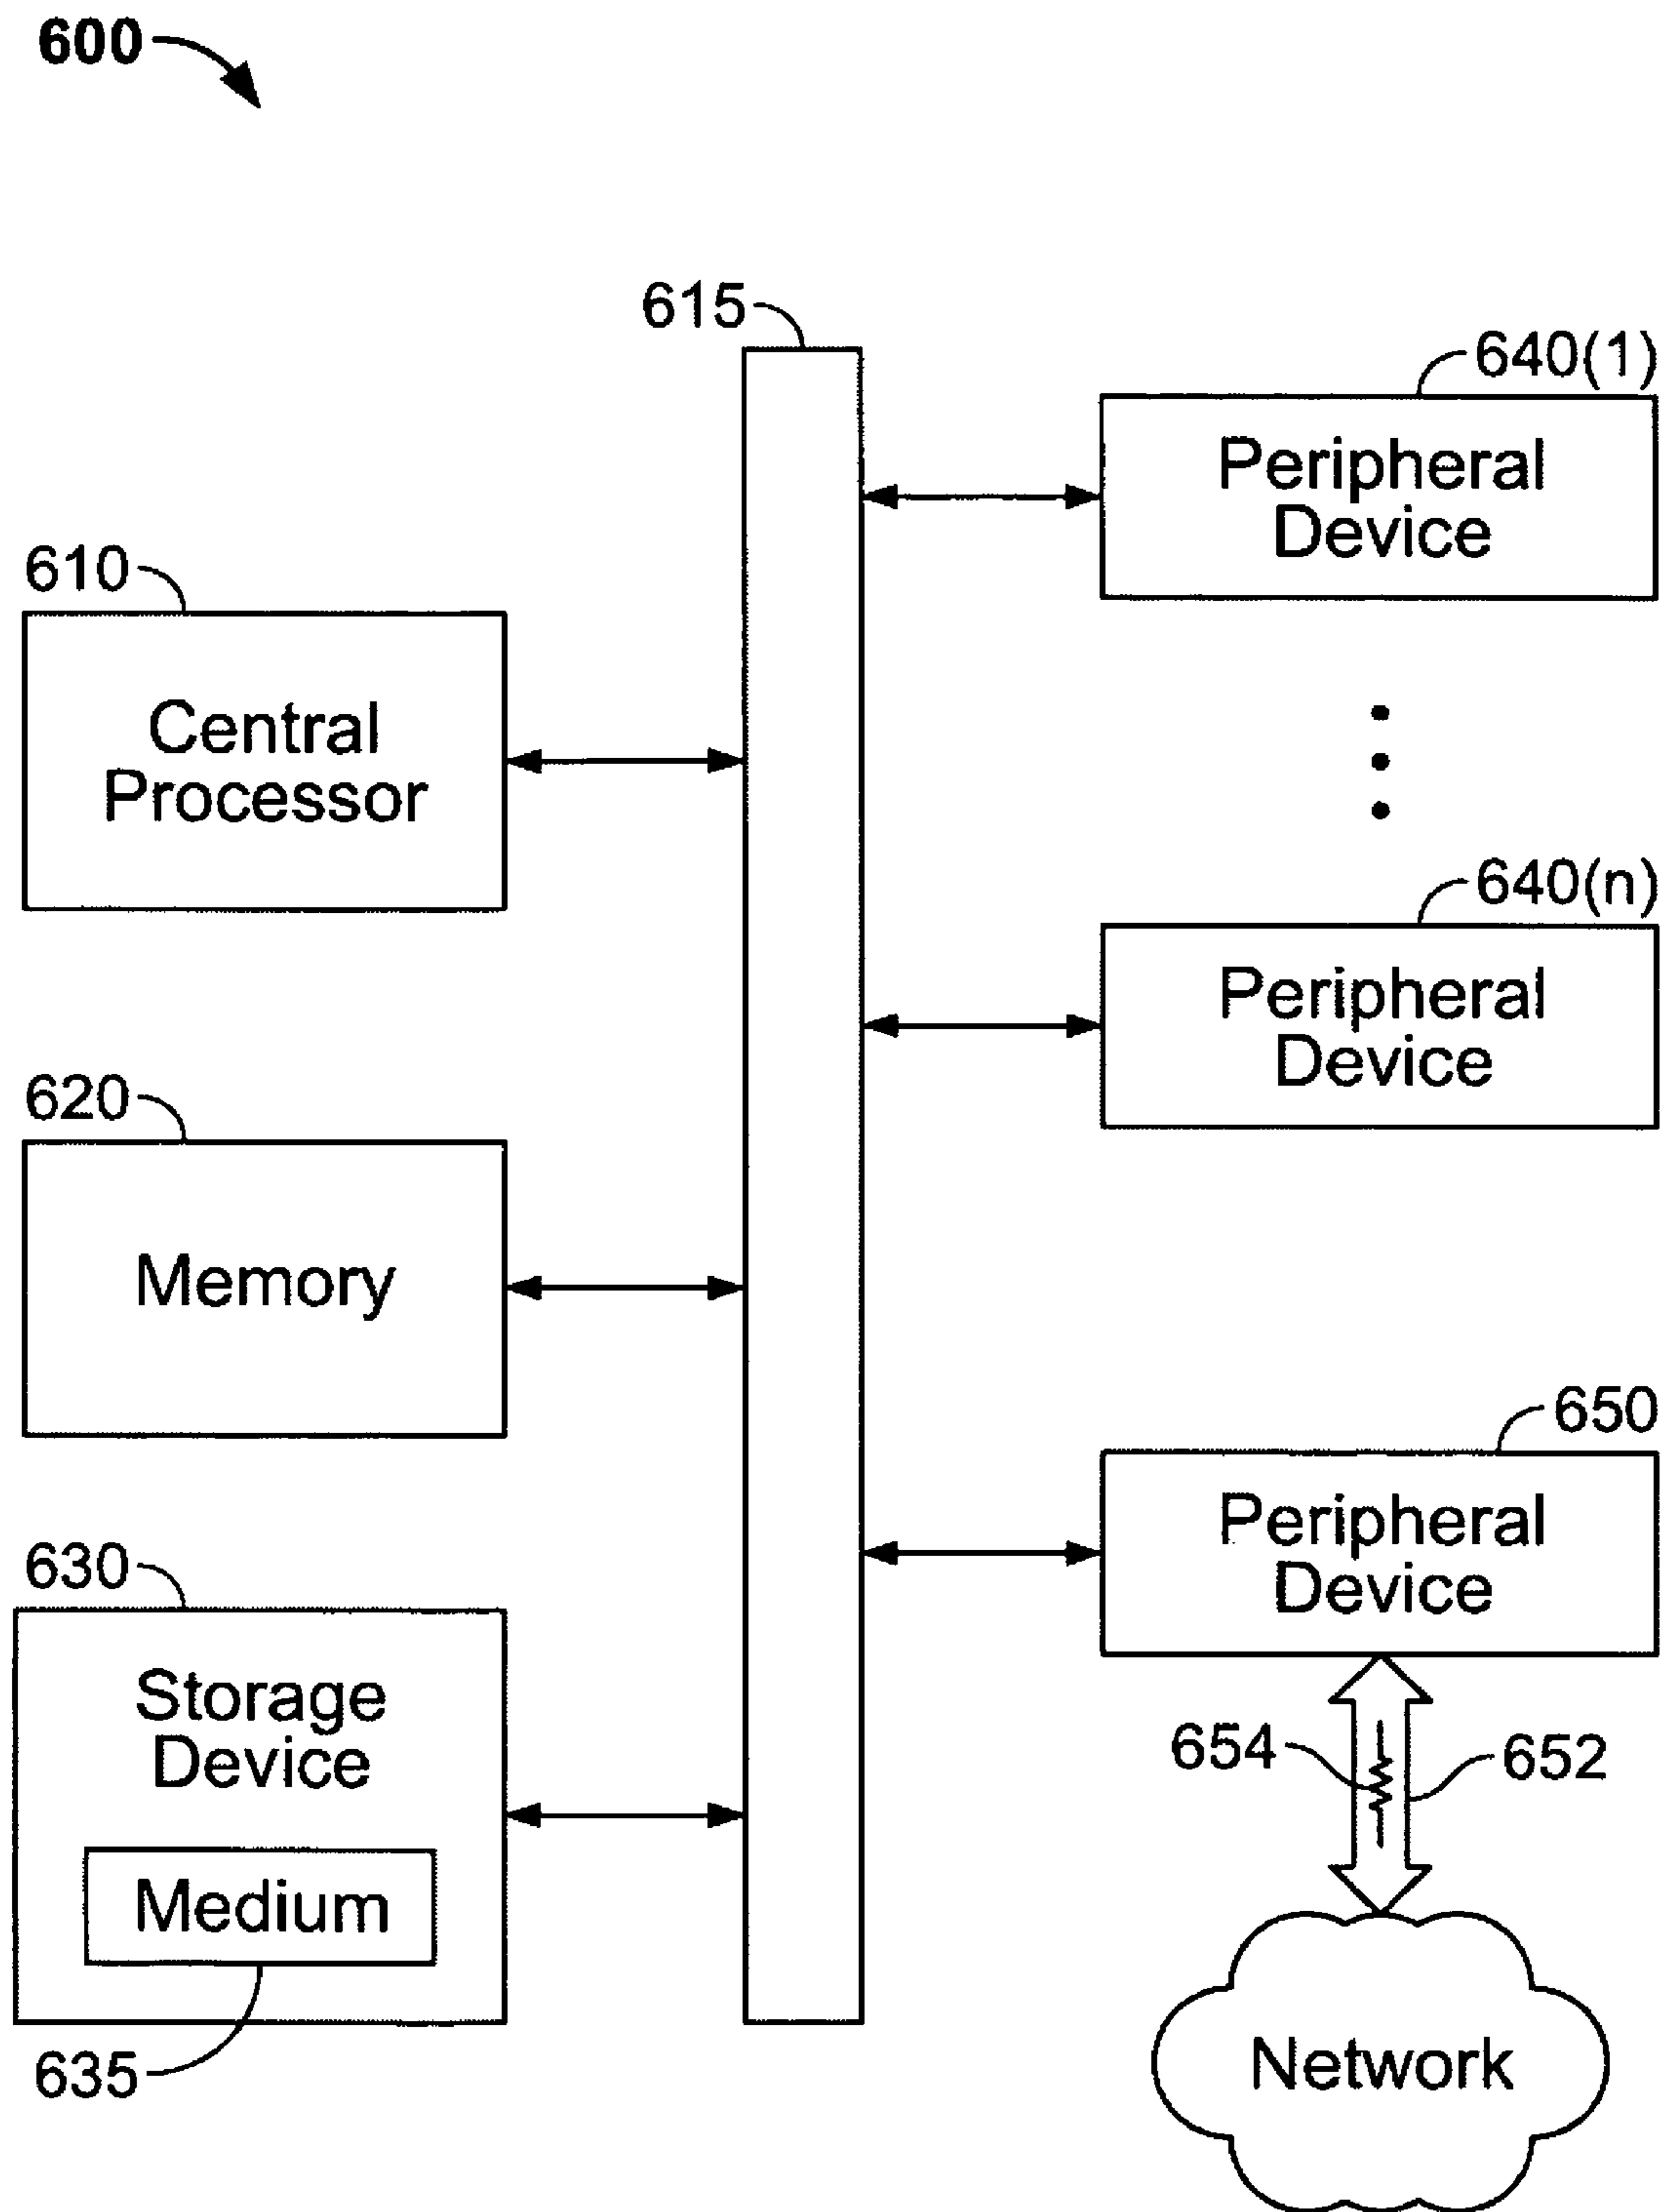 600
615
640(1)
Peripheral
Device
610
Central
Processor
640(n)
Peripheral
Device
620
Memory
650
Peripheral
Device
630
Storage
Device
654
652
Medium
635
Network